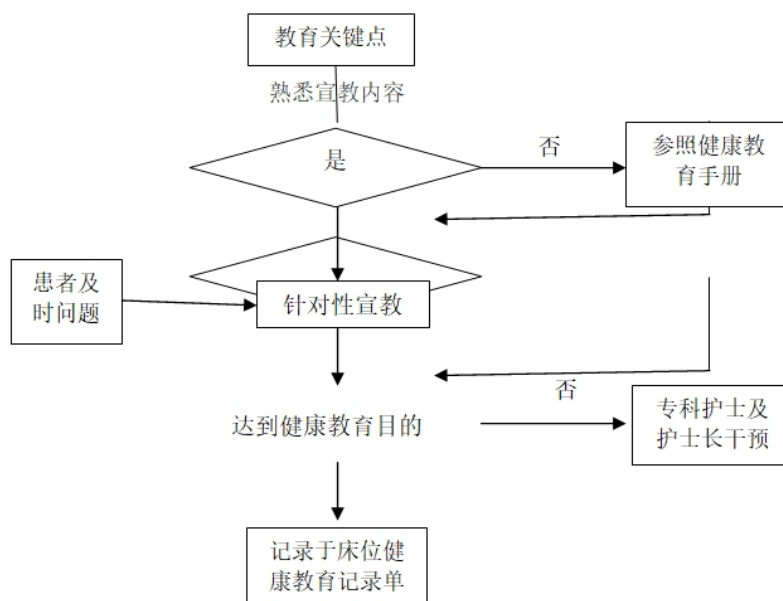 教育关键点
熟悉宣教内容
是
否
参照健康教
育手册
患者及
时问题
针对性宣教
否
达到健康教育目的
专科护士及
护士长干预
记录于床位健
康教育记录单